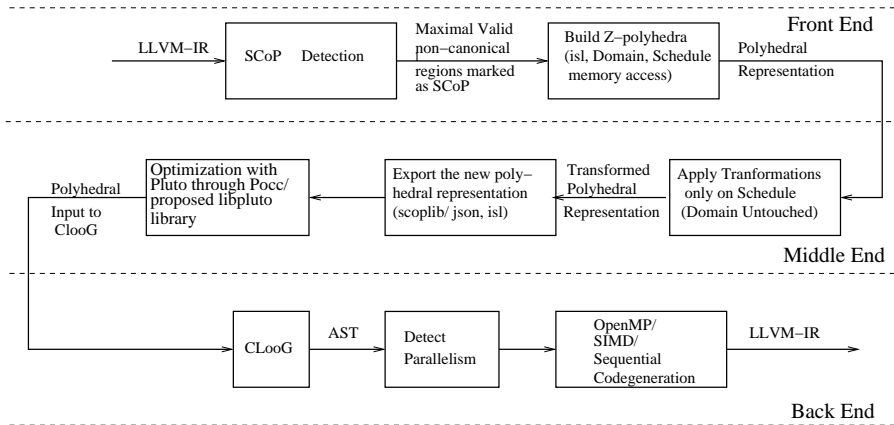 Front End
LLVM−IR
SCoP Detection
Maximal Valid
non−canonical
regions marked
as SCoP
Build Z−polyhedra
(isl, Domain, Schedule
memory access)
Polyhedral
Representation
Polyhedral
Input to
ClooG
Optimization with
Pluto through Pocc/
proposed libpluto
library
Export the new poly−
hedral representation
(scoplib/ json, isl)
Transformed
Polyhedral
Representation
Apply Tranformations
only on Schedule
(Domain Untouched)
Middle End
CLooG
AST
Detect
Parallelism
OpenMP/
SIMD/
Sequential
Codegeneration
LLVM−IR
Back End